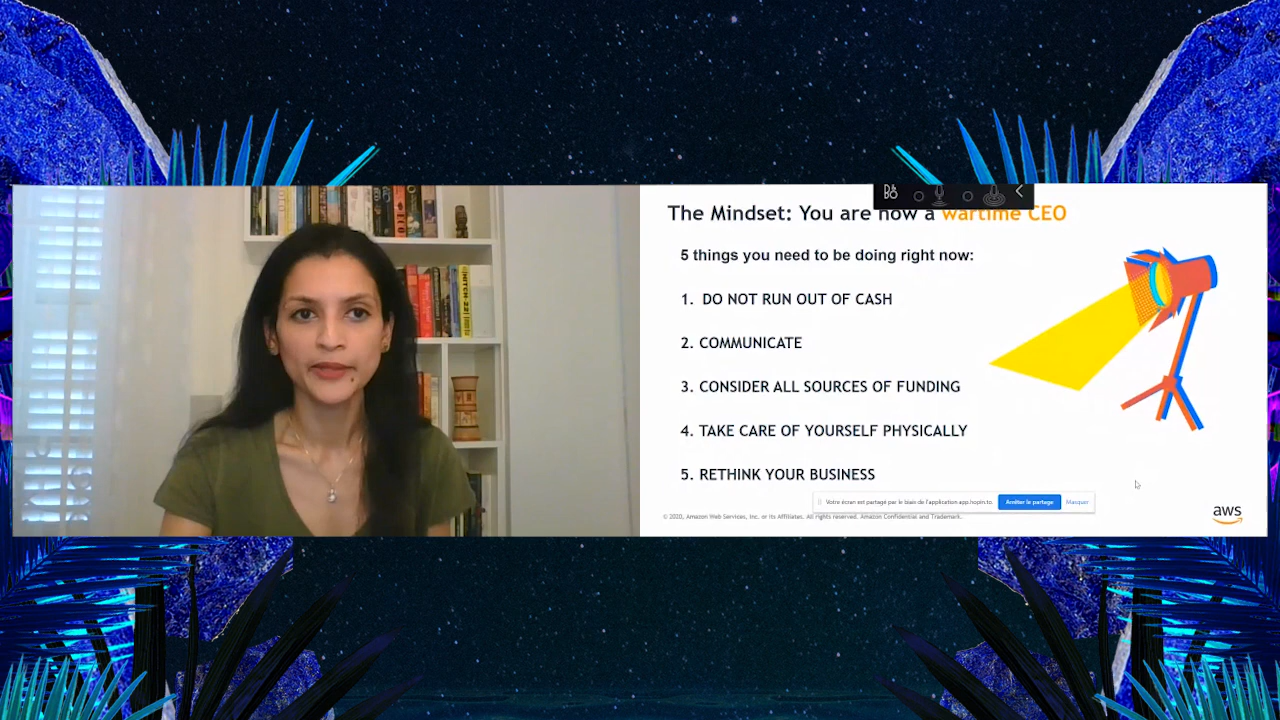 The Mindset: You are now a wartime CEO
5 things you need to be doing right now:
1. DO NOT RUN OUT OF CASH
2. COMMUNICATE
3. CONSIDER ALL SOURCES OF FUNDING
4. TAKE CARE OF YOURSELF PHYSICALLY
5. RETHINK YOUR BUSINESS
Votre écran est partagé par le biais de l'application app.hopin.to. Arrêter le partage Masquer
© 2020, Amazon Web Services, Inc. or its Affiliates. All rights reserved. Amazon Confidential and Trademark.
aws
HITCH-22